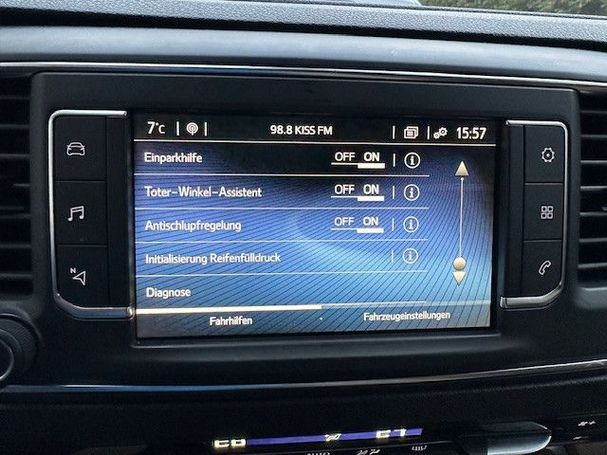 7°C 98.8 KISS FM 15:57
Einparkhilfe OFF ON
Toter-Winkel-Assistent OFF ON
Antischlupfregelung OFF ON
Initialisierung Reifenfülldruck
Diagnose
Fahrhilfen Fahrzeugeinstellungen
N